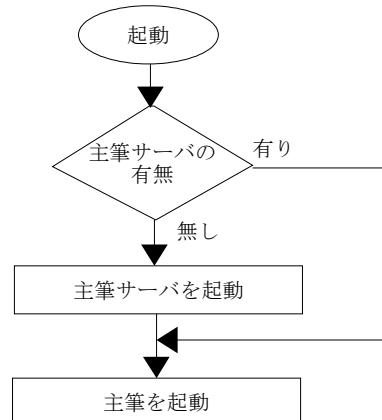 起動
主筆サーバの
有無
有り
無し
主筆サーバを起動
主筆を起動